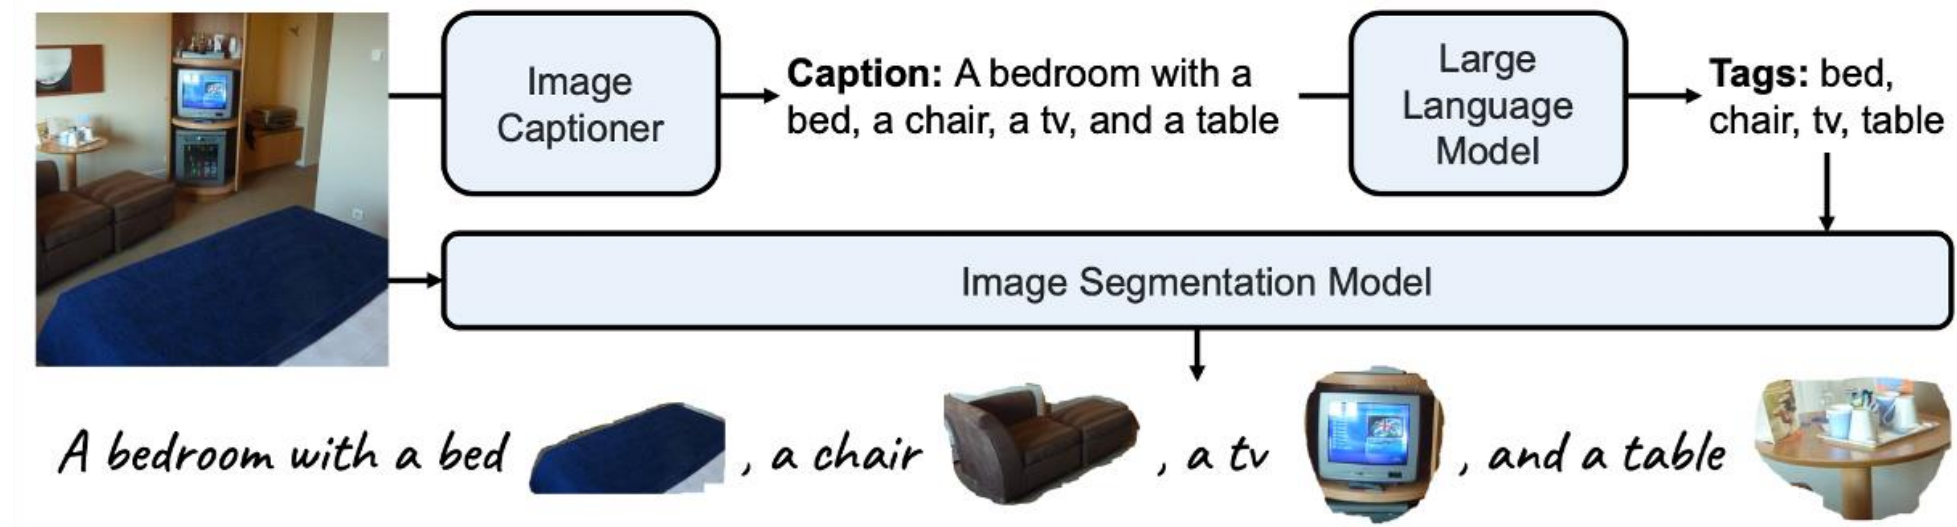 Image
Captioner
Caption: A bedroom with a
bed, a chair, a tv, and a table
Large
Language
Model
Tags: bed,
chair, tv, table
Image Segmentation Model
A bedroom with a bed , a chair , a tv , and a table